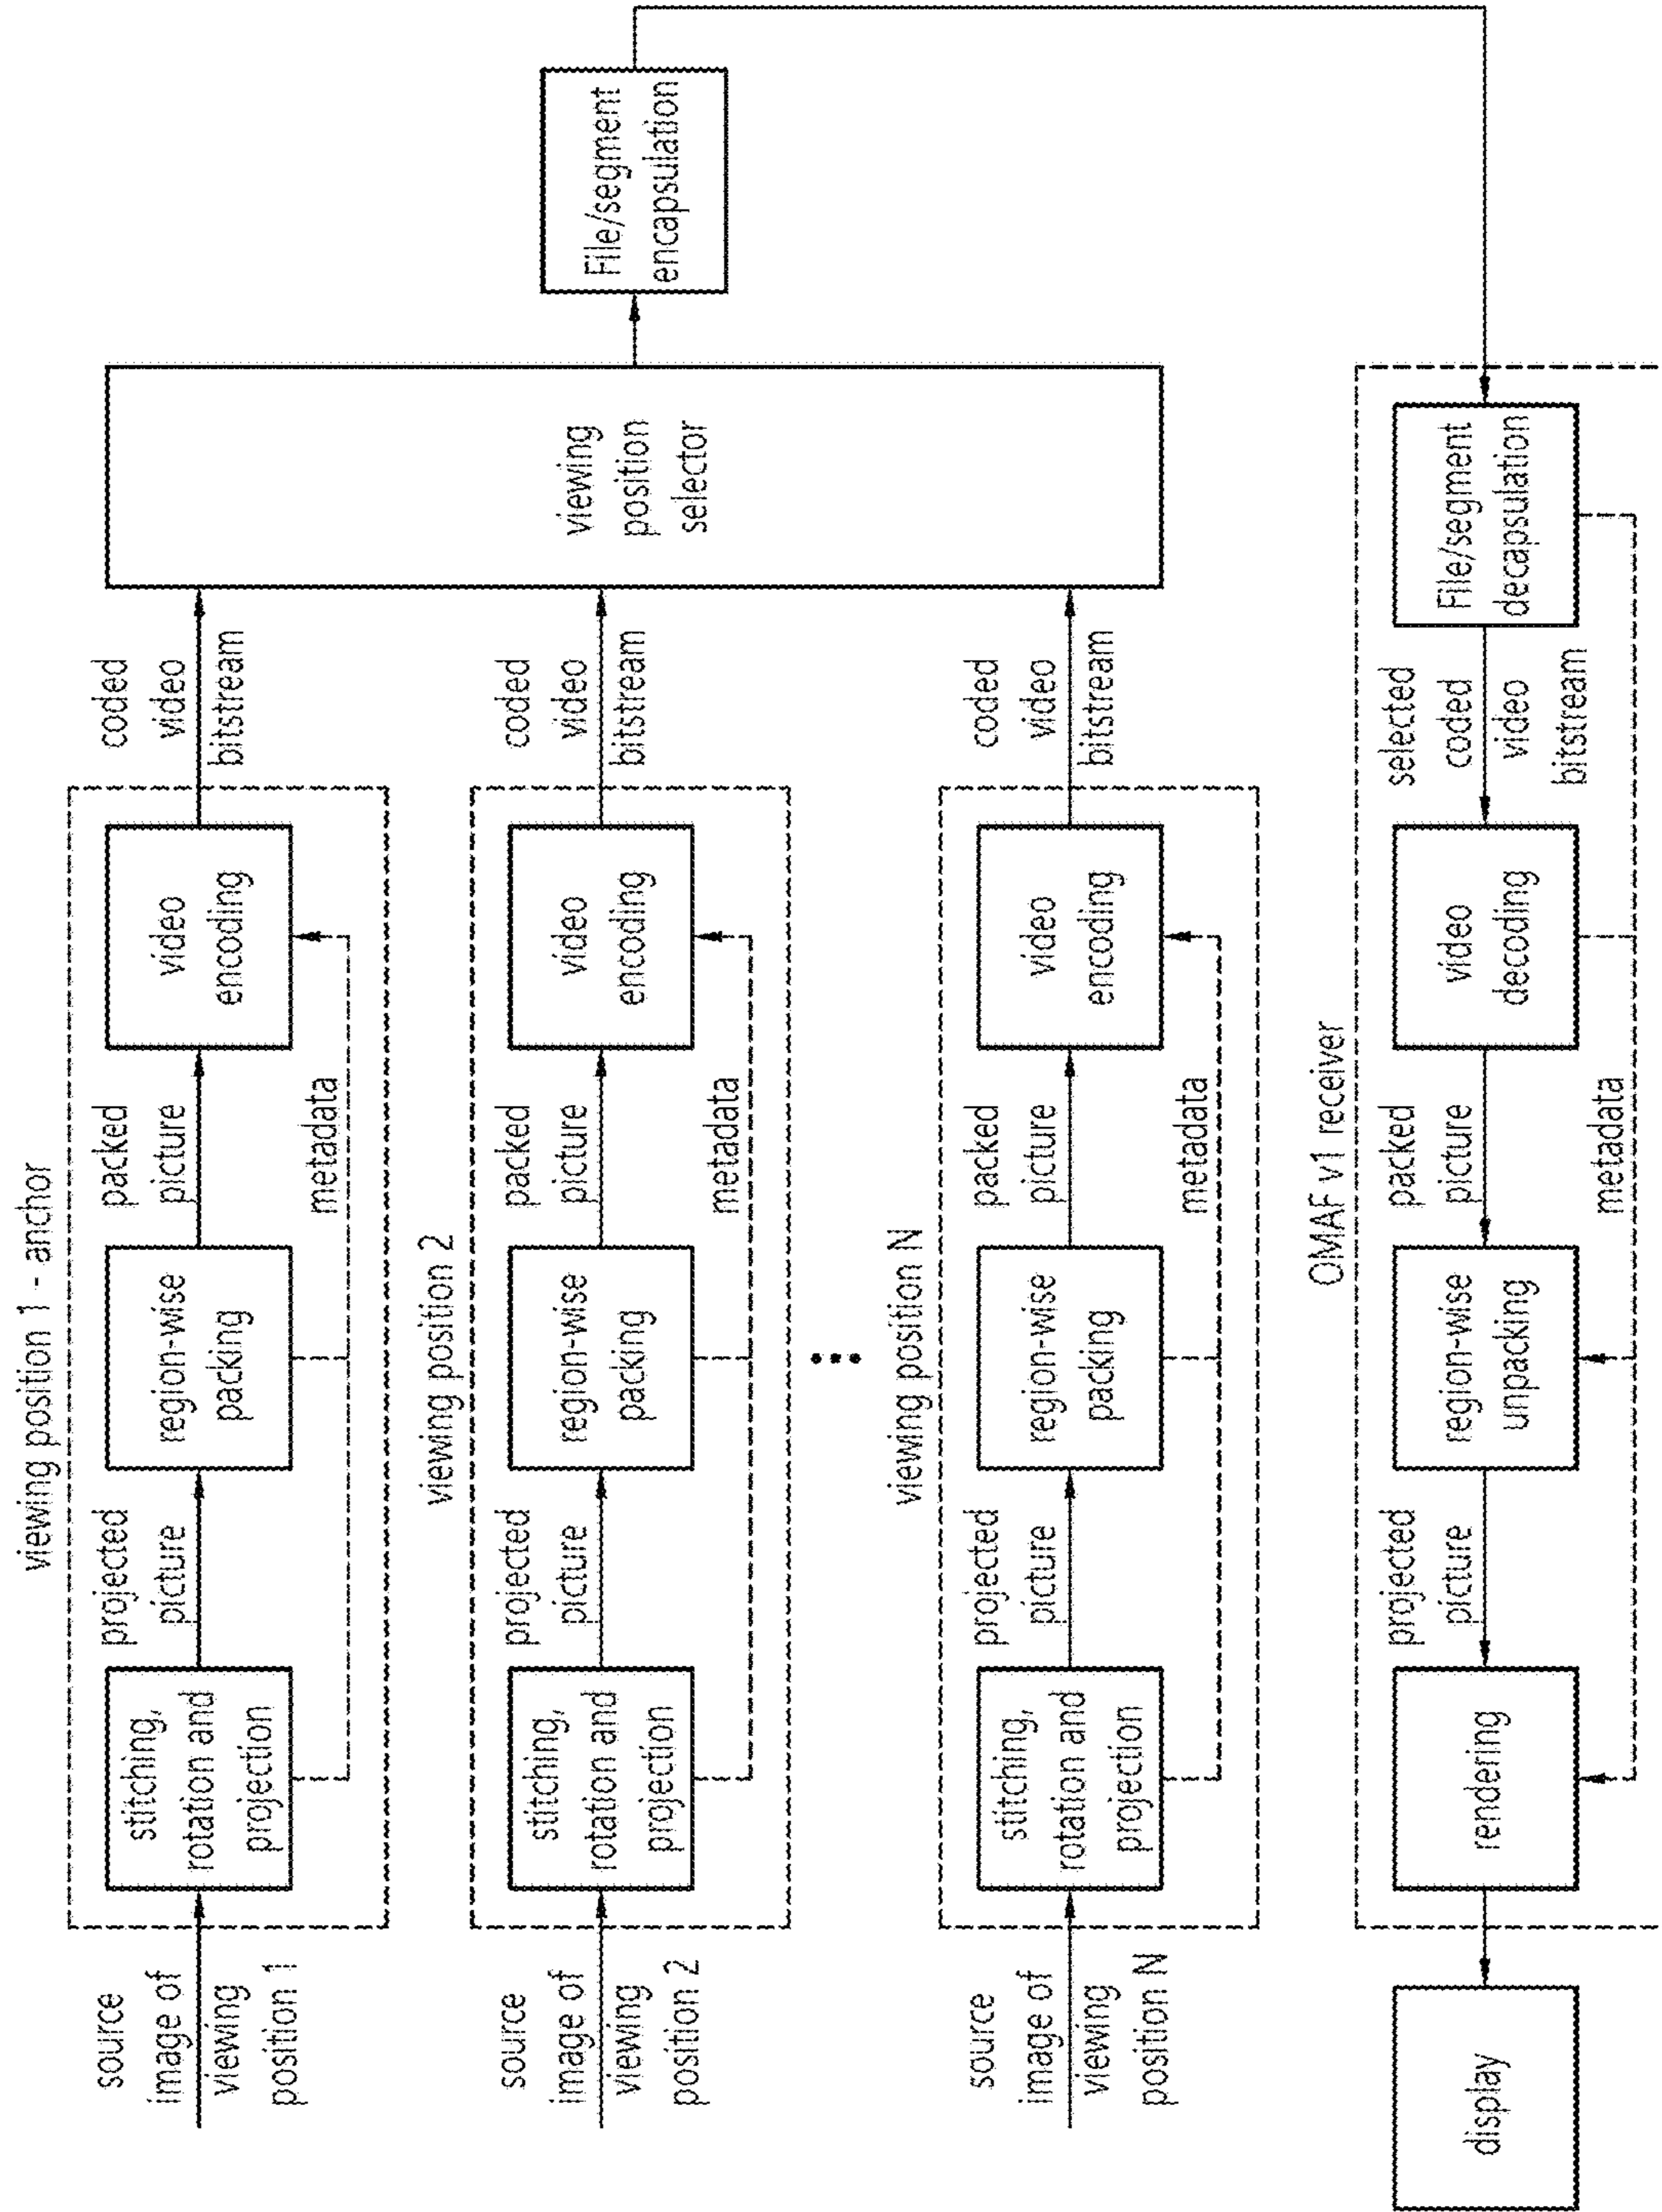 viewing position 1 - anchor
source
image of
viewing
position 1
stitching,
rotation and
projection
projected
picture
region-wise
packing
packed
picture
metadata
video
encoding
coded
video
bitstream
viewing position 2
source
image of
viewing
position 2
stitching,
rotation and
projection
projected
picture
region-wise
packing
packed
picture
metadata
video
encoding
coded
video
bitstream
viewing position N
source
image of
viewing
position N
stitching,
rotation and
projection
projected
picture
region-wise
packing
packed
picture
metadata
video
encoding
coded
video
bitstream
viewing
position
selector
File/segment
encapsulation
OMAF v1 receiver
display
rendering
projected
picture
region-wise
unpacking
packed
picture
metadata
video
decoding
selected
coded
video
bitstream
File/segment
decapsulation